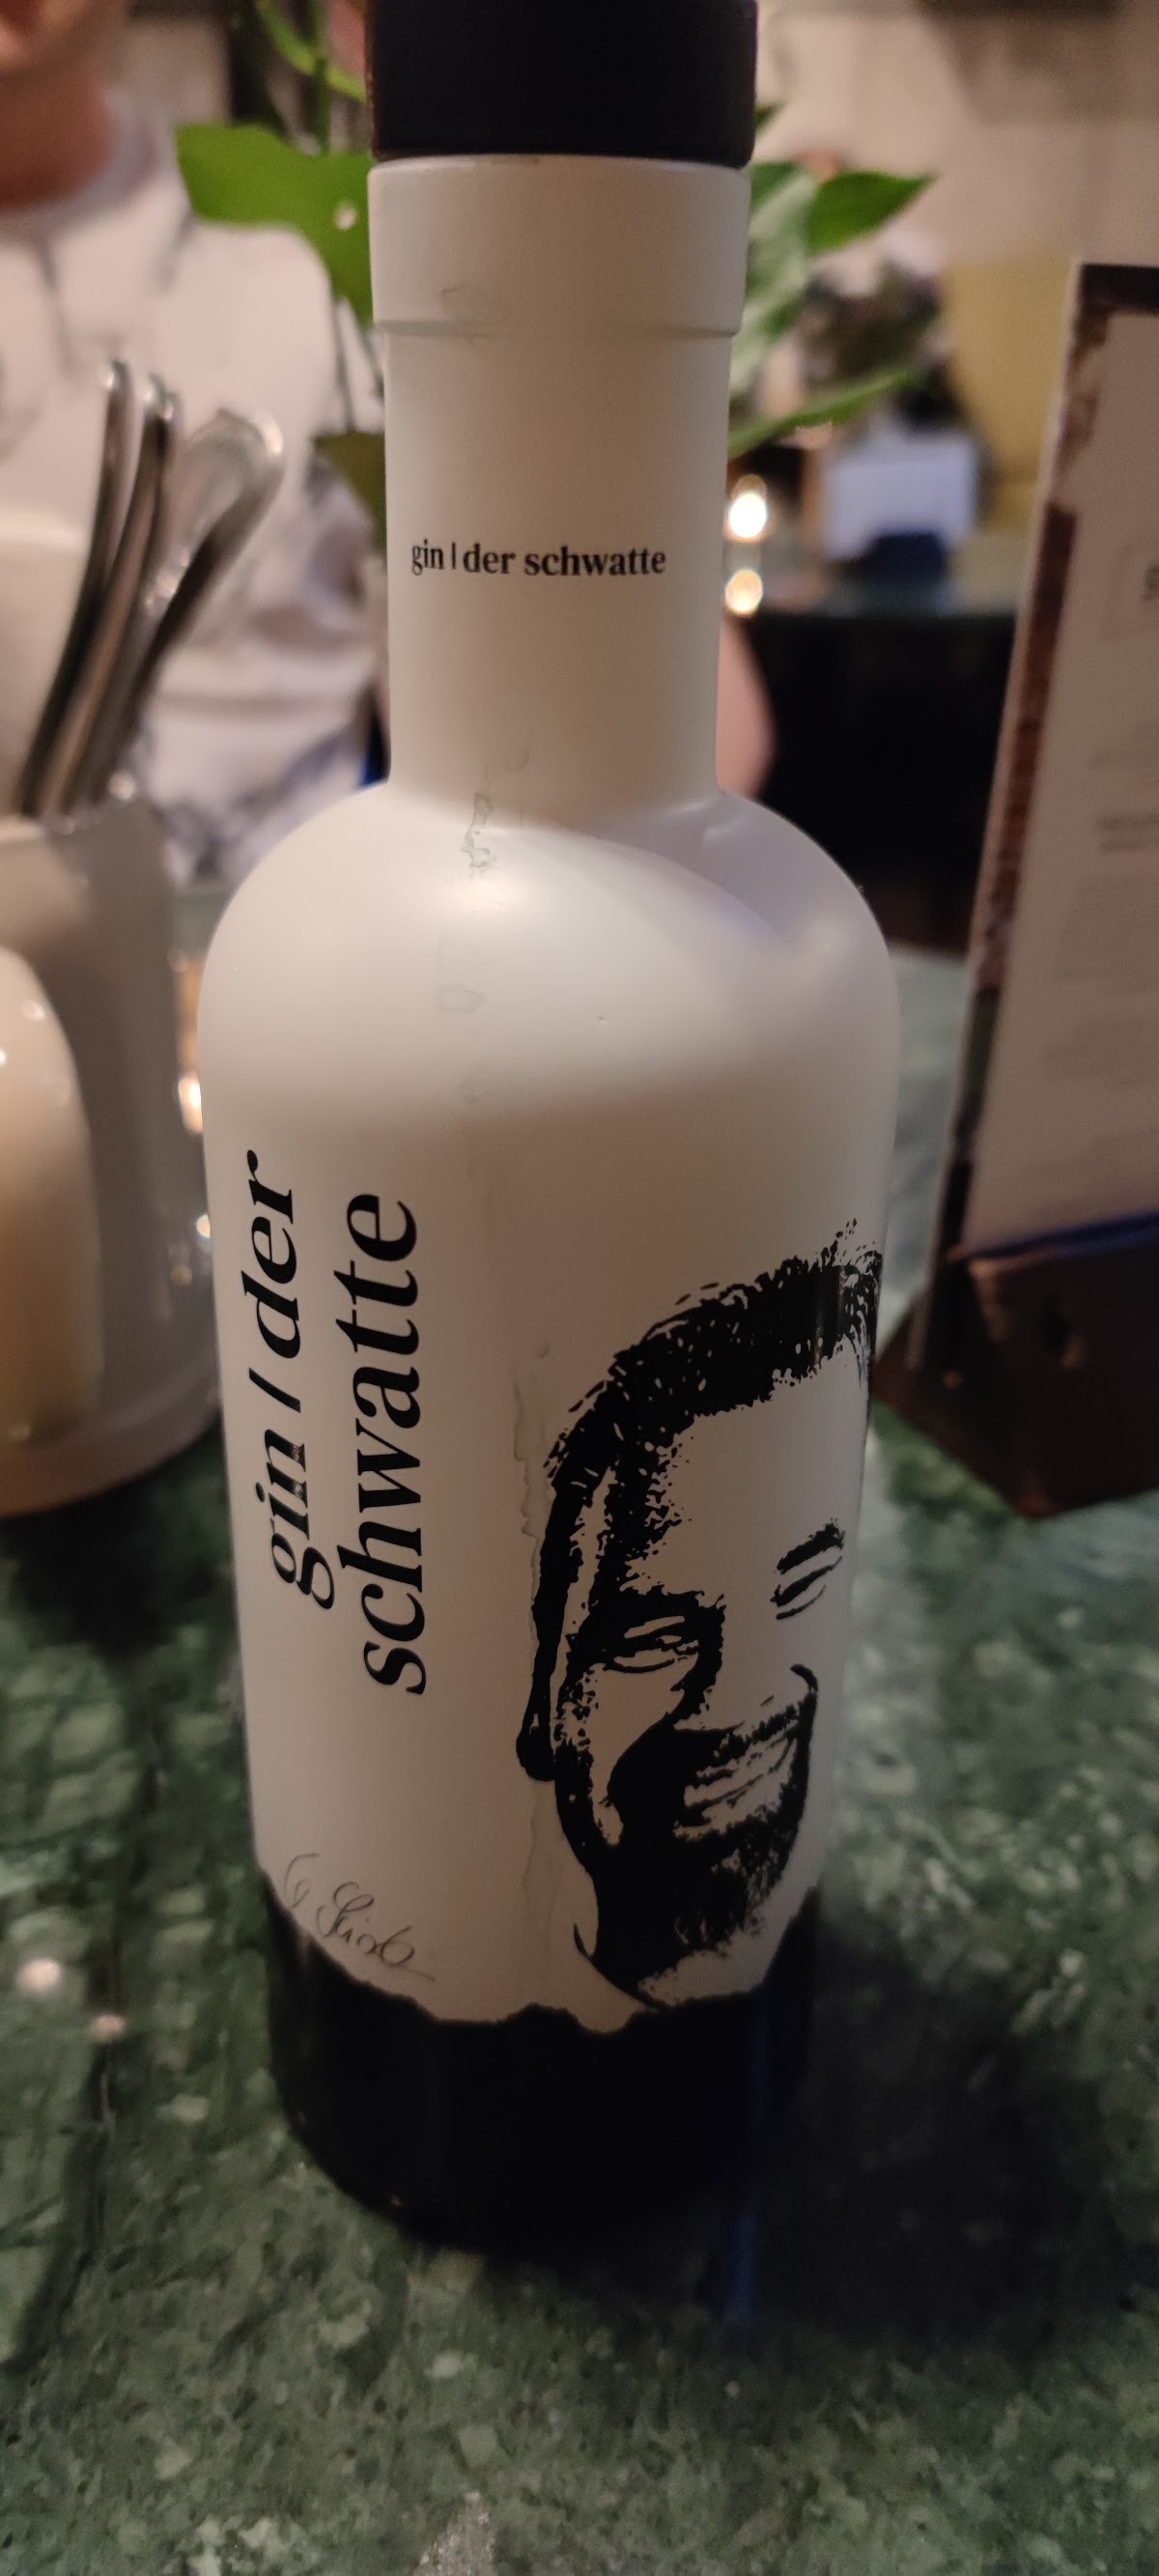 gin | der schwatte
gin / der
schwatte